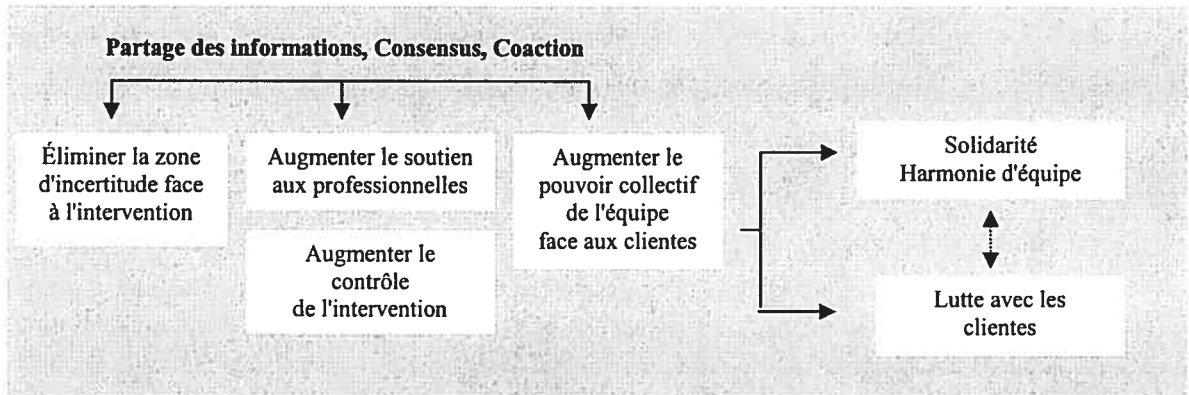 Partage des informations, Consensus, Coaction
Éliminer la zone
d'incertitude face
à l'intervention
Augmenter le soutien
aux professionnelles
Augmenter le
contrôle
de l'intervention
Augmenter le
pouvoir collectif
de l'équipe
face aux clientes
Solidarité
Harmonie d'équipe
Lutte avec les
clientes